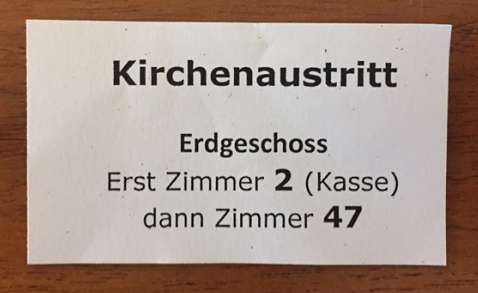 Kirchenaustritt
Erdgeschoss
Erst Zimmer 2 (Kasse)
dann Zimmer 47